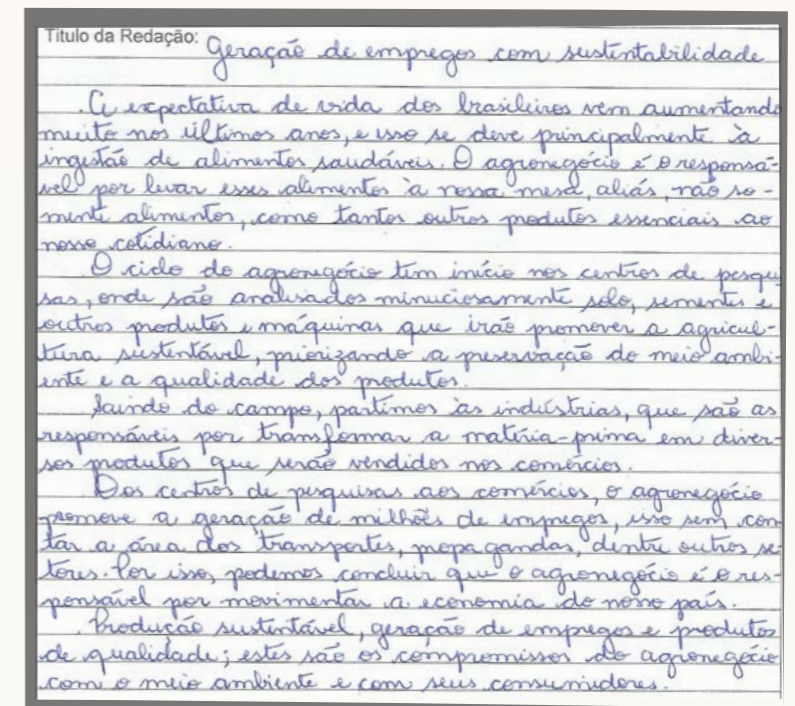 Título da Redação: Geração de empregos com sustentabilidade
A expectativa de vida dos brasileiros vem aumentando
muito nos últimos anos, e isso se deve principalmente à
ingestão de alimentos saudáveis. O agronegócio é o responsá-
vel por levar esses alimentos à nossa mesa, aliás, não so-
mente alimentos, como tantos outros produtos essenciais ao
nosso cotidiano.
O ciclo do agronegócio tem início nos centros de pesqui
sas, onde são analisados minuciosamente solo, sementes e
outros produtos e máquinas que irão promover a agricul-
tura sustentável, priorizando a preservação do meio ambi-
ente e a qualidade dos produtos.
Saindo do campo, partimos às indústrias, que são as
responsáveis por transformar a matéria-prima em diver-
sos produtos que serão vendidos nos comércios.
Dos centros de pesquisas aos comércios, o agronegócio
promove a geração de milhões de empregos, isso sem con
tar a área dos transportes, propagandas, dentre outros se-
tores. Por isso, podemos concluir que o agronegócio é o res-
ponsável por movimentar a economia do nosso país.
Produção sustentável, geração de empregos e produtos
de qualidade; estes são os compromissos do agronegócio
com o meio ambiente e com seus consumidores.